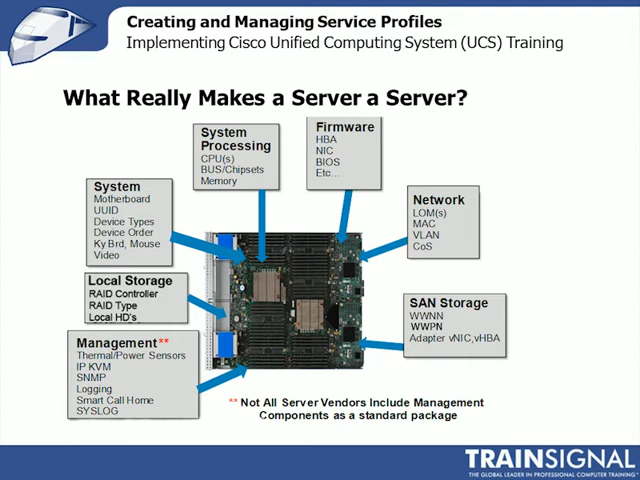 Creating and Managing Service Profiles
Implementing Cisco Unified Computing System (UCS) Training
What Really Makes a Server a Server?
System
Processing
CPU(s)
BUS/Chipsets
Memory
Firmware
HBA
NIC
BIOS
Etc...
System
Motherboard
UUID
Device Types
Device Order
Ky Brd, Mouse
Video
Network
LOM(s)
MAC
VLAN
CoS
Local Storage
RAID Controller
RAID Type
Local HD's
SAN Storage
WWNN
WWPN
Adapter vNIC,vHBA
Management**
Thermal/Power Sensors
IP KVM
SNMP
Logging
Smart Call Home
SYSLOG
** Not All Server Vendors Include Management
Components as a standard package
TRAINSIGNAL
THE GLOBAL LEADER IN PROFESSIONAL COMPUTER TRAINING